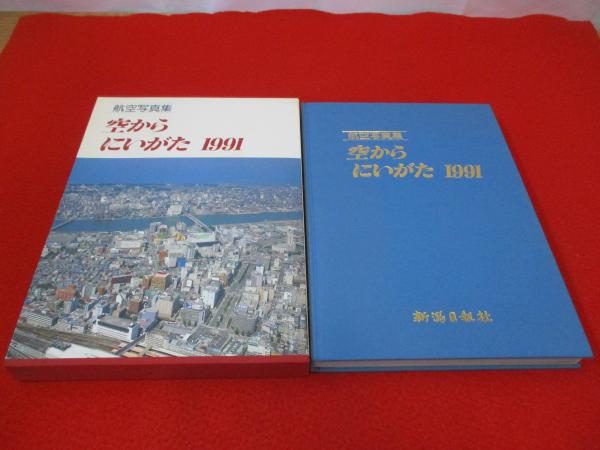 航空写真集
空から
にいがた 1991
航空写真集
空から
にいがた 1991
新潟日報社